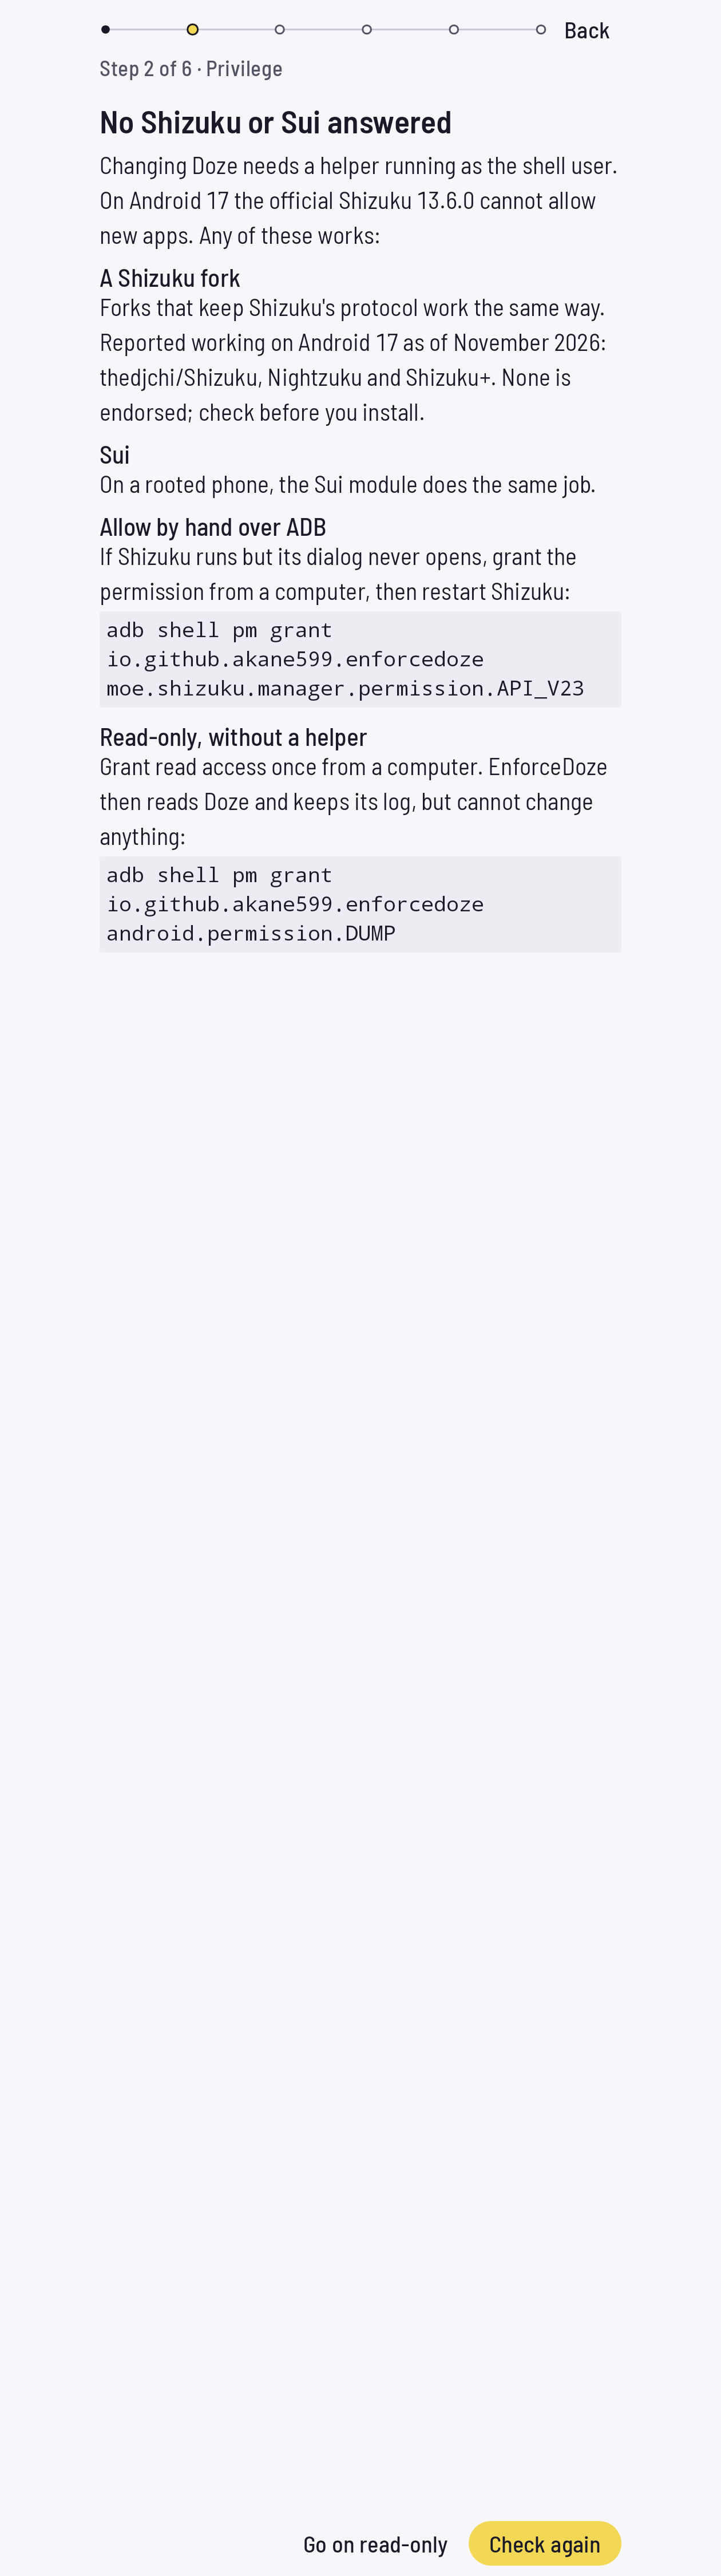 Back
Step 2 of 6 · Privilege
No Shizuku or Sui answered
Changing Doze needs a helper running as the shell user.
On Android 17 the official Shizuku 13.6.0 cannot allow
new apps. Any of these works:
A Shizuku fork
Forks that keep Shizuku's protocol work the same way.
Reported working on Android 17 as of November 2026:
thedjchi/Shizuku, Nightzuku and Shizuku+. None is
endorsed; check before you install.
Sui
On a rooted phone, the Sui module does the same job.
Allow by hand over ADB
If Shizuku runs but its dialog never opens, grant the
permission from a computer, then restart Shizuku:
adb shell pm grant
io.github.akane599.enforcedoze
moe.shizuku.manager.permission.API_V23
Read-only, without a helper
Grant read access once from a computer. EnforceDoze
then reads Doze and keeps its log, but cannot change
anything:
adb shell pm grant
io.github.akane599.enforcedoze
android.permission.DUMP
Go on read-only
Check again